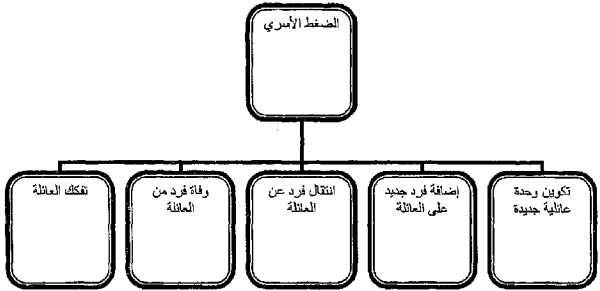 الضغط الأسري
تكوين وحدة
عائلية جديدة
إضافة فرد جديد
على العائلة
انتقال فرد عن
العائلة
وفاة فرد من
العائلة
تفكك العائلة